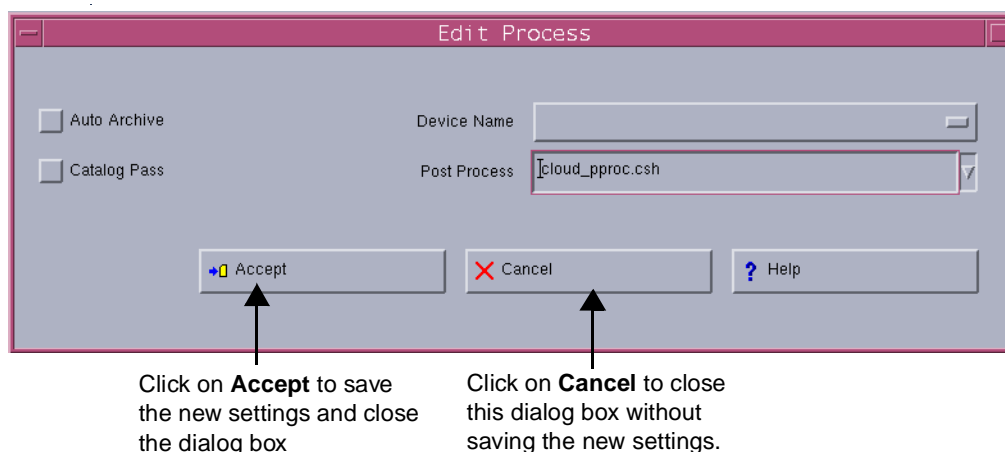 Edit Process
Auto Archive
Device Name
Catalog Pass
Post Process
cloud_pproc.csh
Accept
Cancel
? Help
Click on Accept to save
the new settings and close
the dialog box
Click on Cancel to close
this dialog box without
saving the new settings.